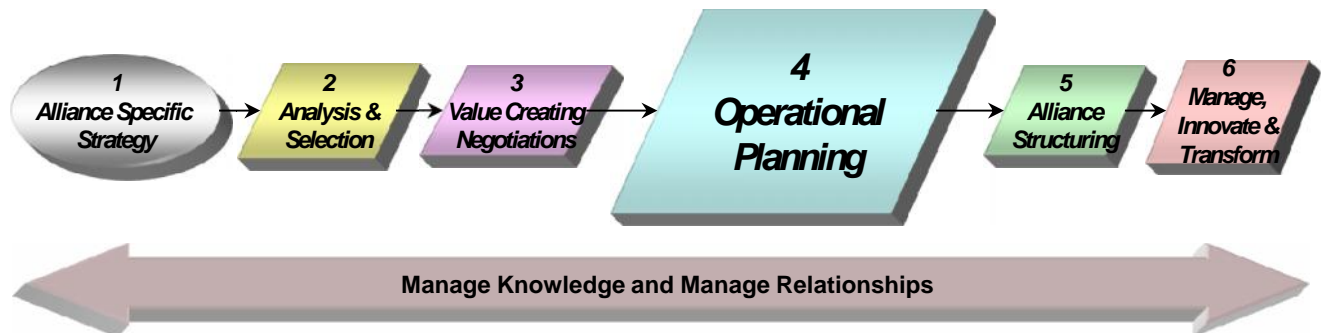 1
Alliance Specific
Strategy
2
Analysis &
Selection
3
Value Creating
Negotiations
4
Operational
Planning
5
Alliance
Structuring
6
Manage,
Innovate &
Transform
Manage Knowledge and Manage Relationships